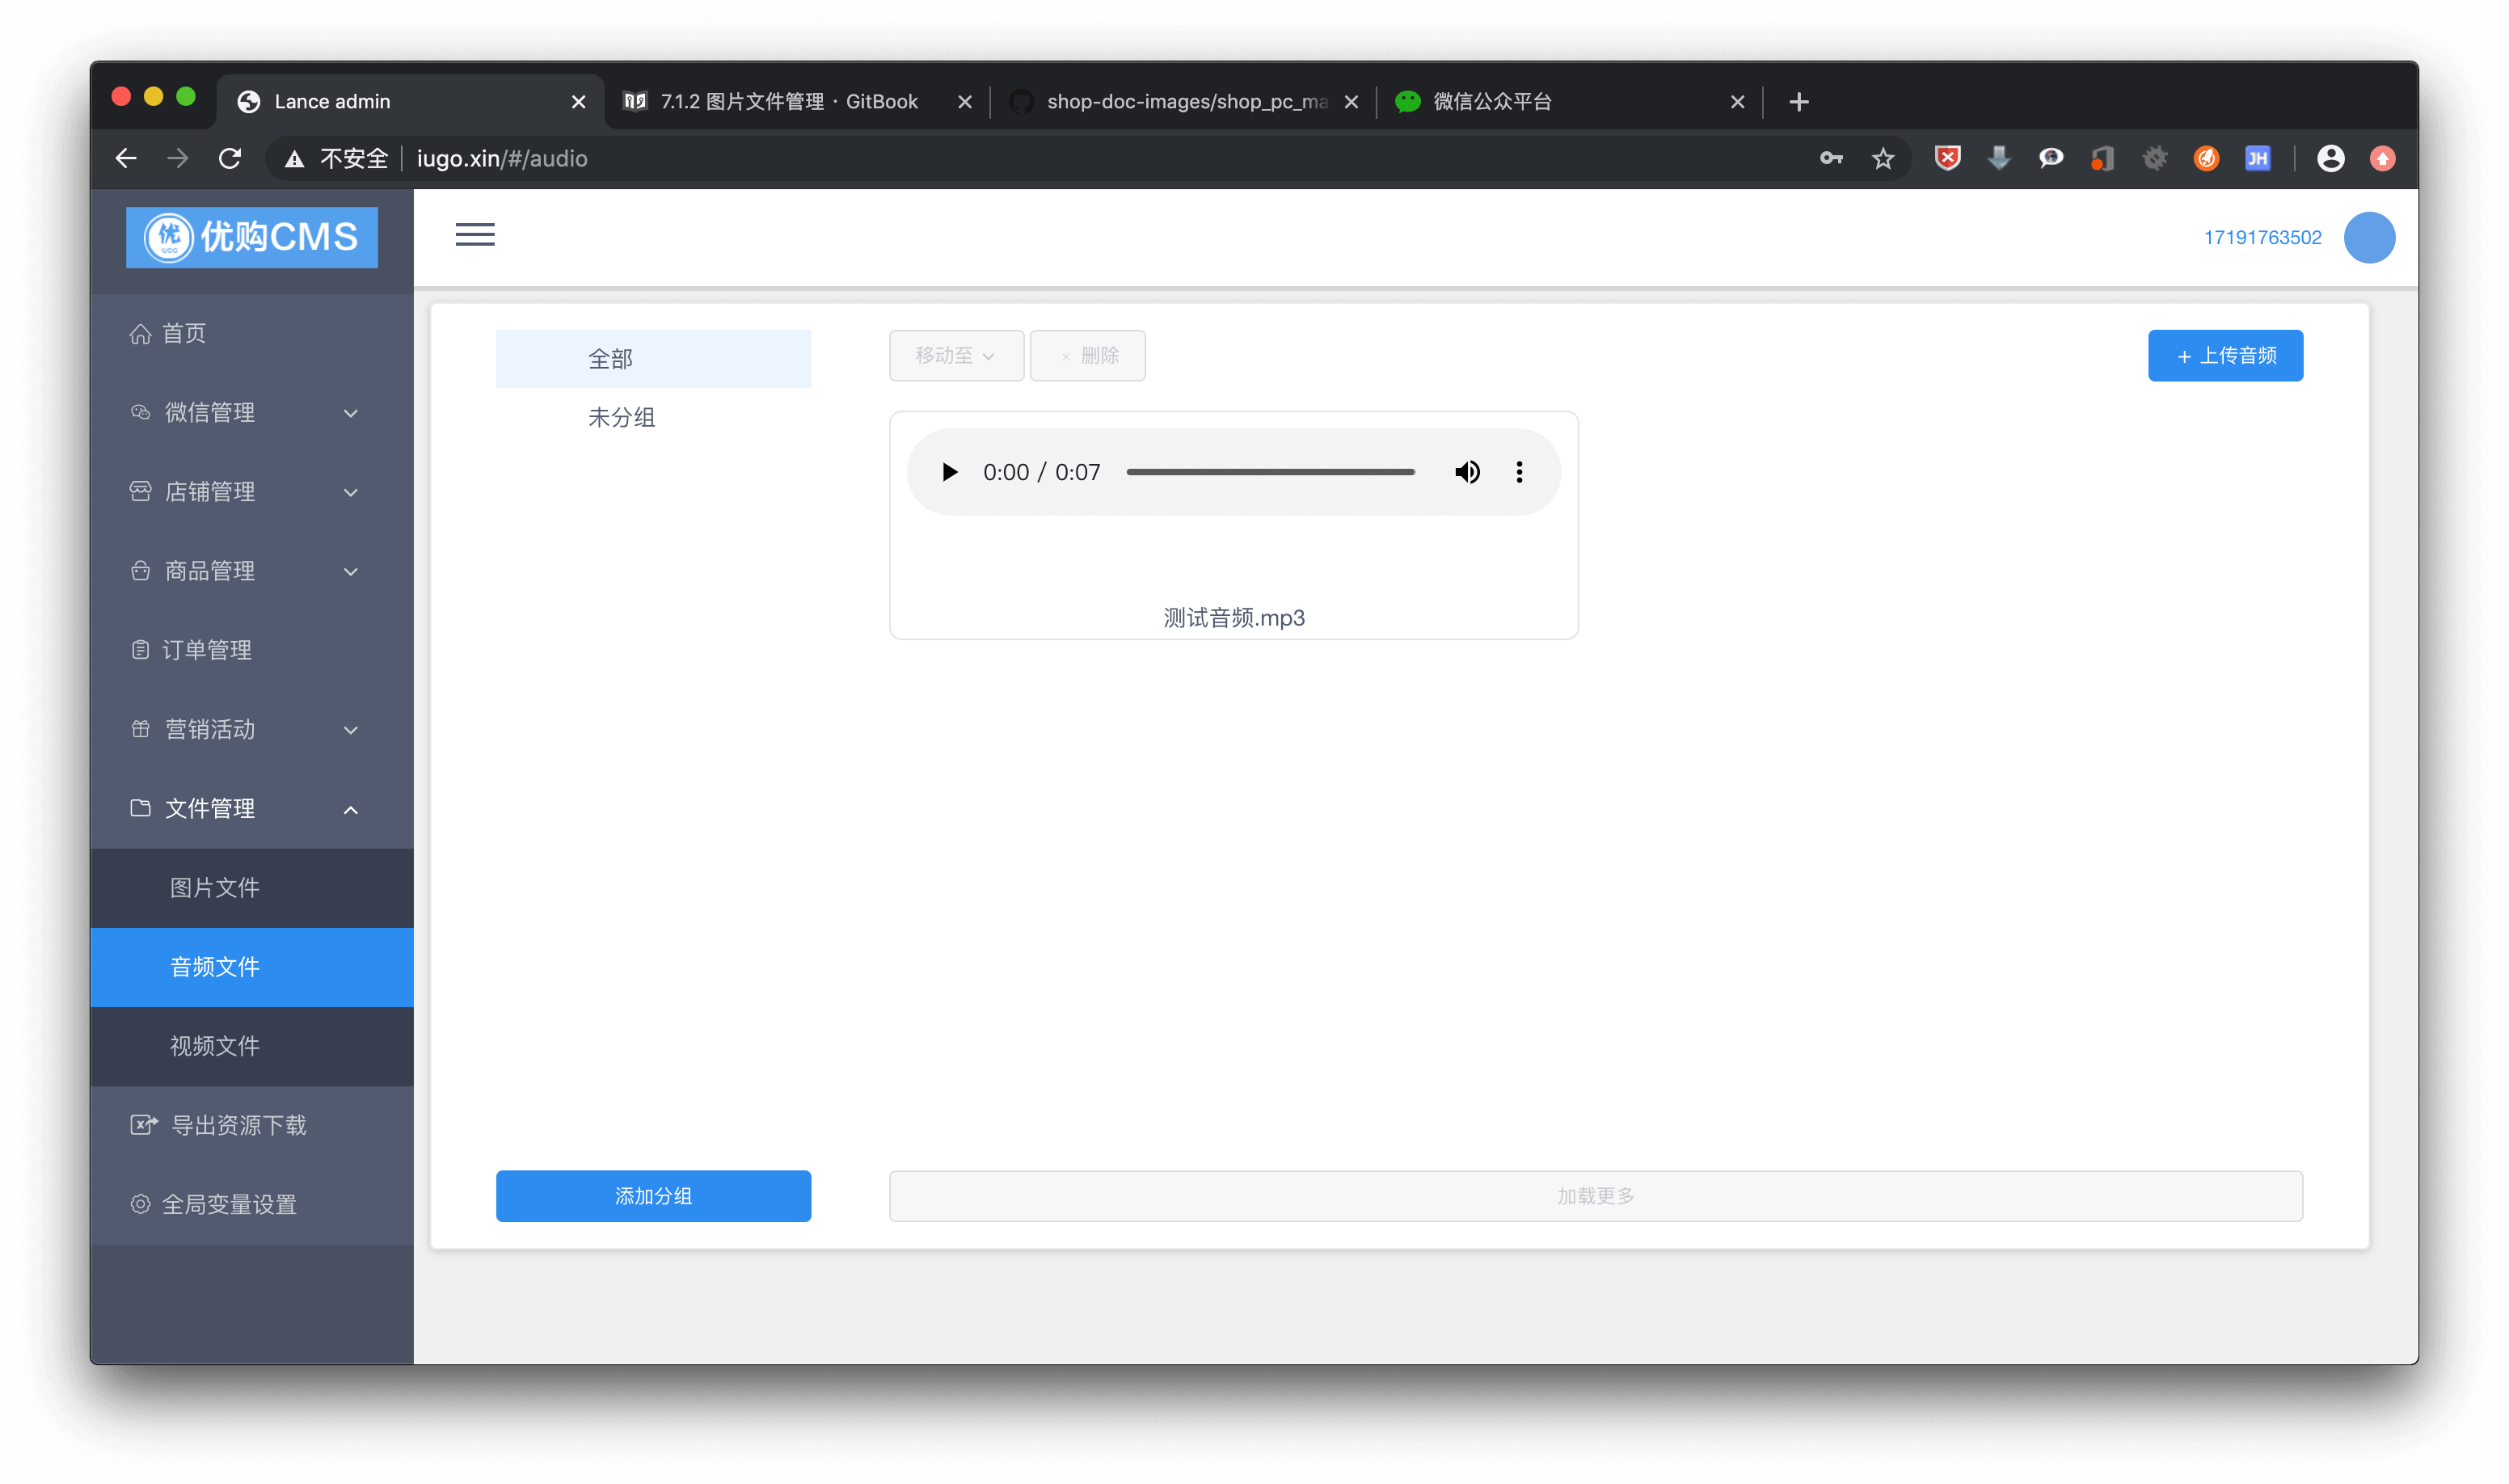 Lance admin
7.1.2 图片文件管理 · GitBook
shop-doc-images/shop_pc_ma
微信公众平台
不安全
iugo.xin/#/audio
JH
优
IUGO
优购CMS
17191763502
首页
微信管理
店铺管理
商品管理
订单管理
营销活动
文件管理
图片文件
音频文件
视频文件
导出资源下载
全局变量设置
全部
未分组
添加分组
移动至
× 删除
+ 上传音频
0:00 / 0:07
测试音频.mp3
加载更多